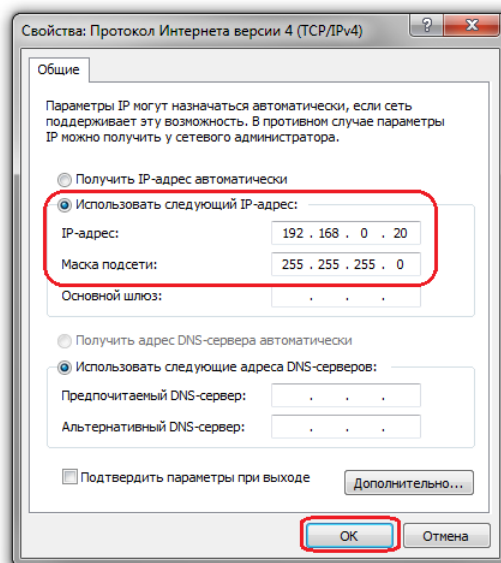 Свойства: Протокол Интернета версии 4 (TCP/IPv4)
Общие
Параметры IP могут назначаться автоматически, если сеть
поддерживает эту возможность. В противном случае параметры
IP можно получить у сетевого администратора.
Получить IP-адрес автоматически
Использовать следующий IP-адрес:
IP-адрес: 192 . 168 . 0 . 20
Маска подсети: 255 . 255 . 255 . 0
Основной шлюз: . . .
Получить адрес DNS-сервера автоматически
Использовать следующие адреса DNS-серверов:
Предпочитаемый DNS-сервер: . . .
Альтернативный DNS-сервер: . . .
Подтвердить параметры при выходе
Дополнительно...
ОК Отмена